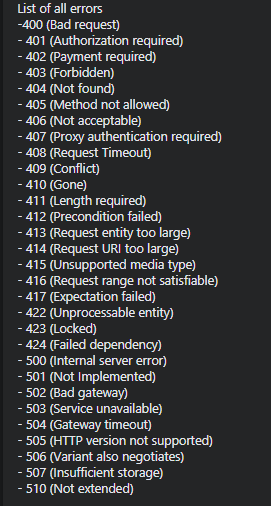 List of all errors
-400 (Bad request)
- 401 (Authorization required)
- 402 (Payment required)
- 403 (Forbidden)
- 404 (Not found)
- 405 (Method not allowed)
- 406 (Not acceptable)
- 407 (Proxy authentication required)
- 408 (Request Timeout)
- 409 (Conflict)
- 410 (Gone)
- 411 (Length required)
- 412 (Precondition failed)
- 413 (Request entity too large)
- 414 (Request URI too large)
- 415 (Unsupported media type)
- 416 (Request range not satisfiable)
- 417 (Expectation failed)
- 422 (Unprocessable entity)
- 423 (Locked)
- 424 (Failed dependency)
- 500 (Internal server error)
- 501 (Not Implemented)
- 502 (Bad gateway)
- 503 (Service unavailable)
- 504 (Gateway timeout)
- 505 (HTTP version not supported)
- 506 (Variant also negotiates)
- 507 (Insufficient storage)
- 510 (Not extended)